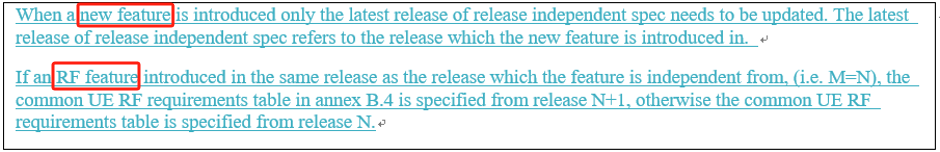 When a new feature is introduced only the latest release of release independent spec needs to be updated. The latest
release of release independent spec refers to the release which the new feature is introduced in.
If an RF feature introduced in the same release as the release which the feature is independent from, (i.e. M=N), the
common UE RF requirements table in annex B.4 is specified from release N+1, otherwise the common UE RF
requirements table is specified from release N.